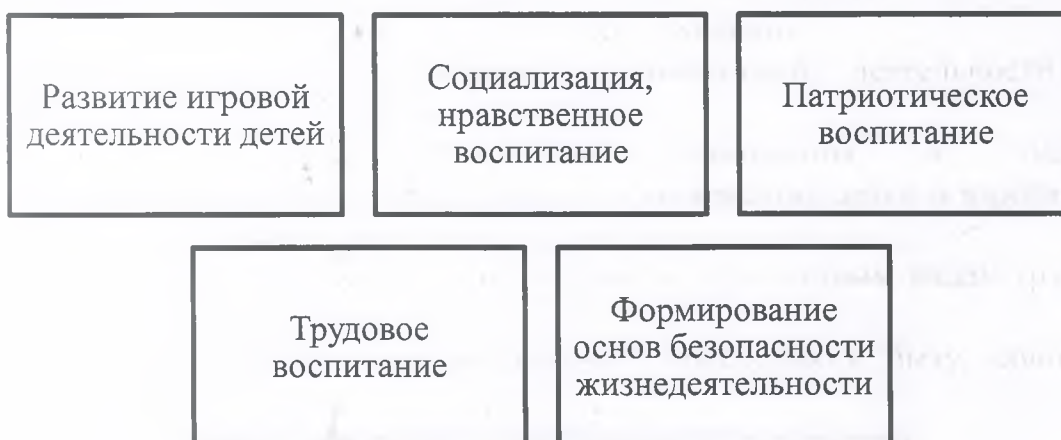 Развитие игровой
деятельности детей
Социализация,
нравственное
воспитание
Патриотическое
воспитание
Трудовое
воспитание
Формирование
основ безопасности
жизнедеятельности